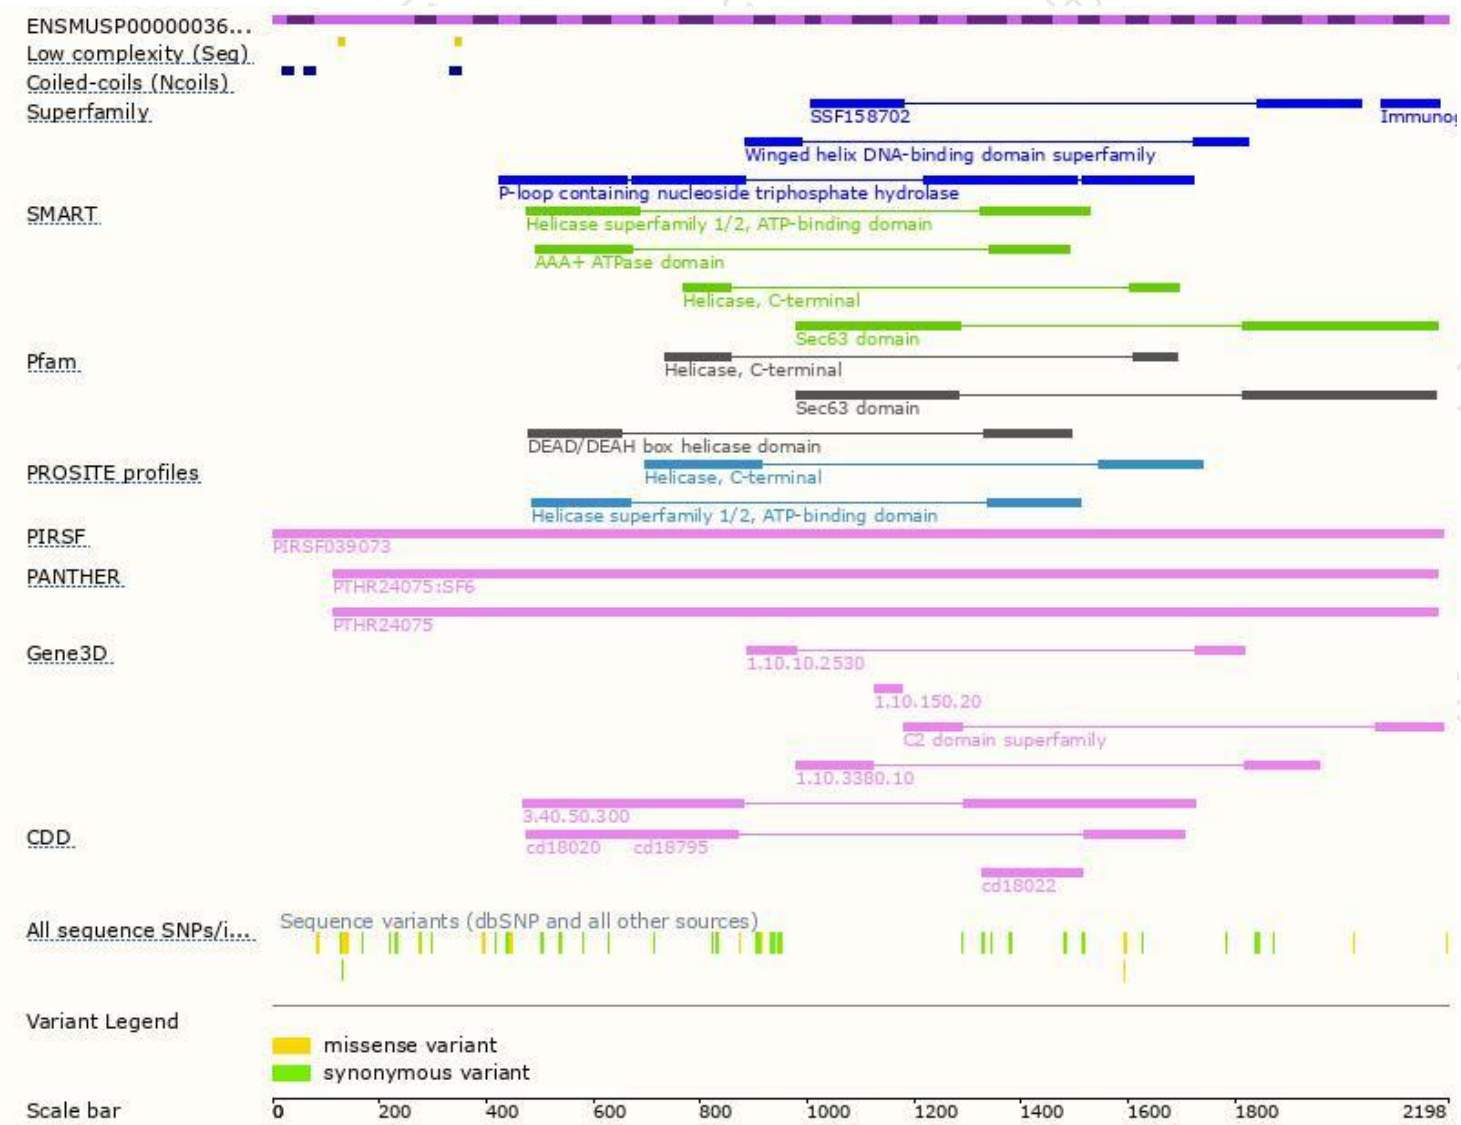 ENSMUSP00000036...
Low complexity (Seg)
Coiled-coils (Ncoils)
Superfamily
SSF158702
Immunog
Winged helix DNA-binding domain superfamily
P-loop containing nucleoside triphosphate hydrolase
SMART
Helicase superfamily 1/2, ATP-binding domain
AAA+ ATPase domain
Helicase, C-terminal
Sec63 domain
Pfam
Helicase, C-terminal
Sec63 domain
DEAD/DEAH box helicase domain
PROSITE profiles
Helicase, C-terminal
Helicase superfamily 1/2, ATP-binding domain
PIRSF
PIRSF039073
PANTHER
PTHR24075:SF6
PTHR24075
Gene3D
1.10.10.2530
1.10.150.20
C2 domain superfamily
1.10.3380.10
3.40.50.300
CDD
cd18020 cd18795
cd18022
Sequence variants (dbSNP and all other sources)
All sequence SNPs/i...
Variant Legend
missense variant
synonymous variant
Scale bar 0 200 400 600 800 1000 1200 1400 1600 1800 2198